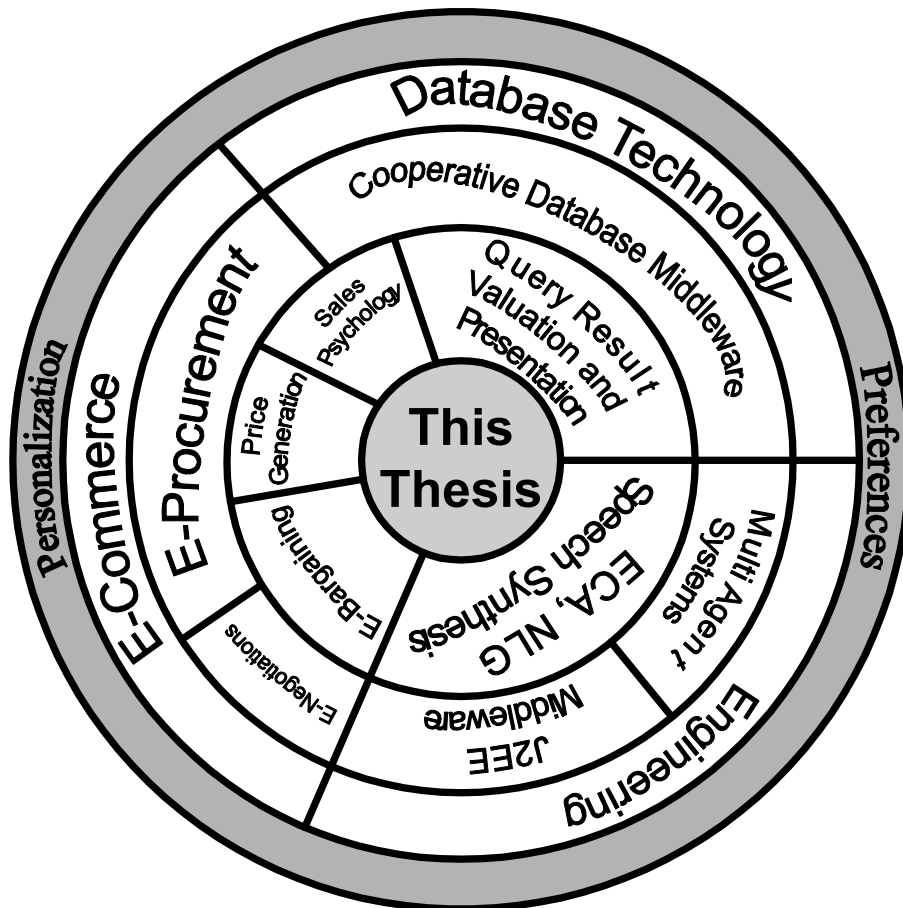 Database Technology
Cooperative Database Middleware
Query Result
Valuation and
Presentation
Sales
Psychology
Price
Generation
E-Procurement
E-Commerce
Personalization
Preferences
This
Thesis
E-Bargaining
E-Negotiations
Speech Synthesis
ECA, NLG
Multi Agent
Systems
Middleware
J2EE
Engineering